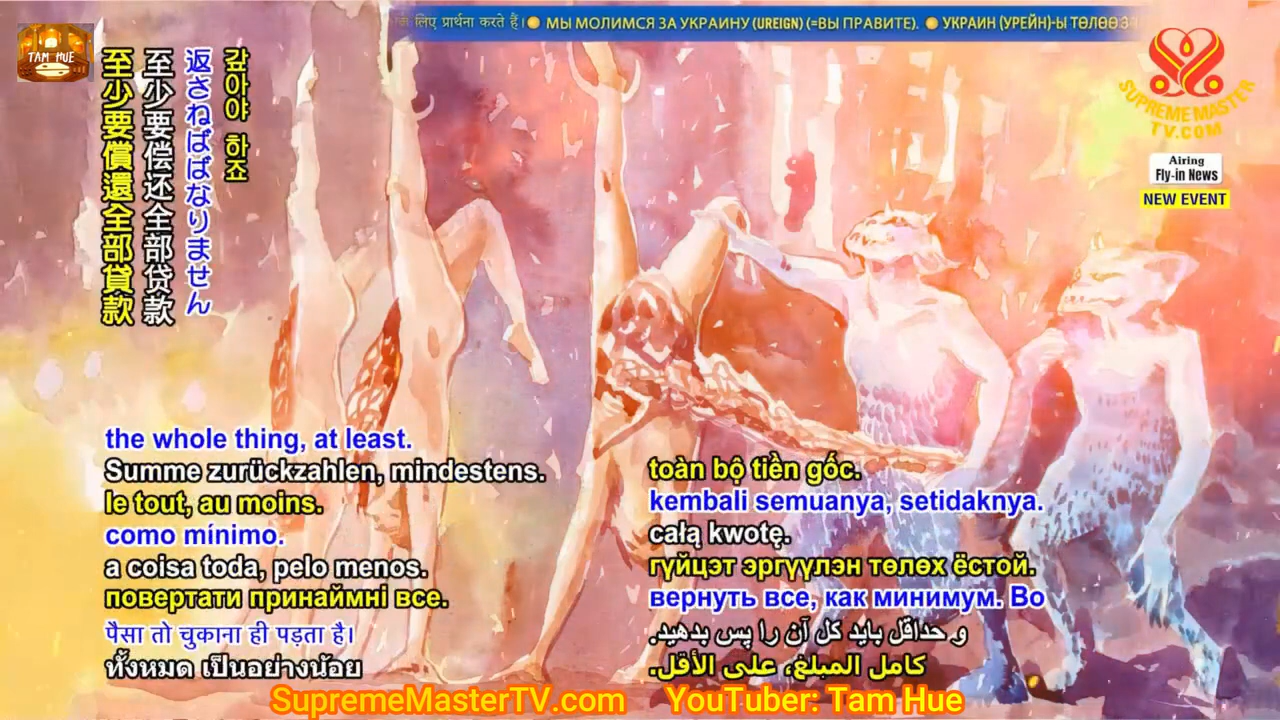 लिए प्रार्थना करते हैं। МЫ МОЛИМСЯ ЗА УКРАИНУ (UREIGN) (=ВЫ ПРАВИТЕ). УКРАИН (УРЕЙН)-Ы ТӨЛӨӨ
TAM HUE
SUPREME MASTER
TV.COM
Airing
Fly-in News
NEW EVENT
갚아야 하죠
返さねばばなりません
至少要偿还全部贷款
至少要償還全部貸款
the whole thing, at least.
Summe zurückzahlen, mindestens.
le tout, au moins.
como mínimo.
a coisa toda, pelo menos.
повертати принаймні все.
पैसा तो चुकाना ही पड़ता है।
ทั้งหมด เป็นอย่างน้อย
toàn bộ tiền gốc.
kembali semuanya, setidaknya.
całą kwotę.
гүйцэт эргүүлэн төлөх ёстой.
вернуть все, как минимум. Во
و حداقل باید کل آن را پس بدهید.
كامل المبلغ، على الأقل.
SupremeMasterTV.com YouTuber: Tam Hue